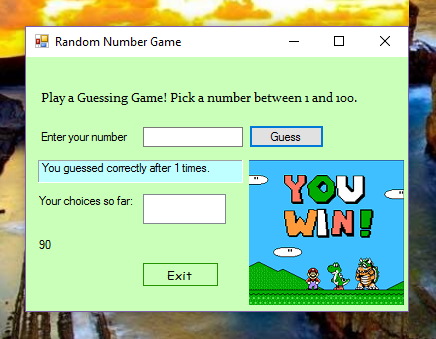 Random Number Game
Play a Guessing Game! Pick a number between 1 and 100.
Enter your number
Guess
You guessed correctly after 1 times.
Your choices so far:
90
Exit
YOU
WIN!